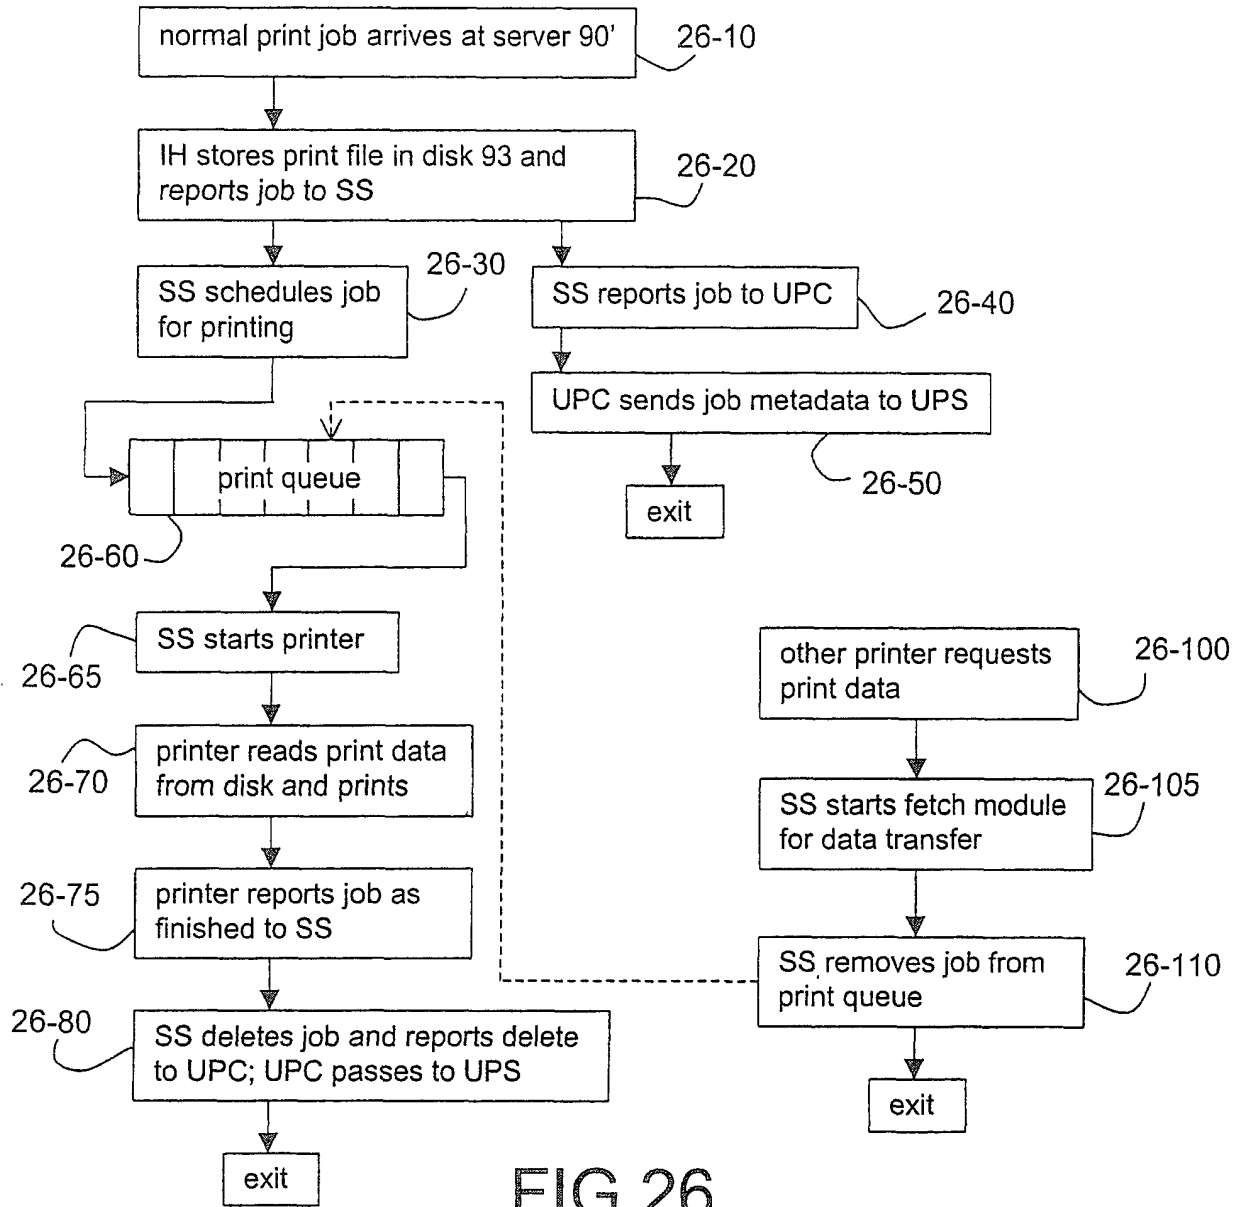 normal print job arrives at server 90’
26-10
IH stores print file in disk 93 and
reports job to SS
26-20
SS schedules job
for printing
26-30
SS reports job to UPC
26-40
UPC sends job metadata to UPS
26-50
exit
print queue
26-60
SS starts printer
26-65
printer reads print data
from disk and prints
26-70
printer reports job as
finished to SS
26-75
SS deletes job and reports delete
to UPC; UPC passes to UPS
26-80
exit
other printer requests
print data
26-100
SS starts fetch module
for data transfer
26-105
SS removes job from
print queue
26-110
exit
FIG 26